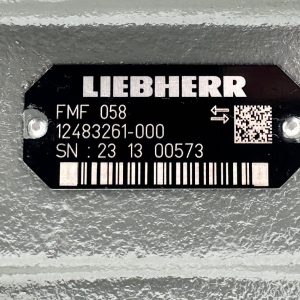 LIEBHERR
FMF 058
12483261-000
SN : 23 13 00573